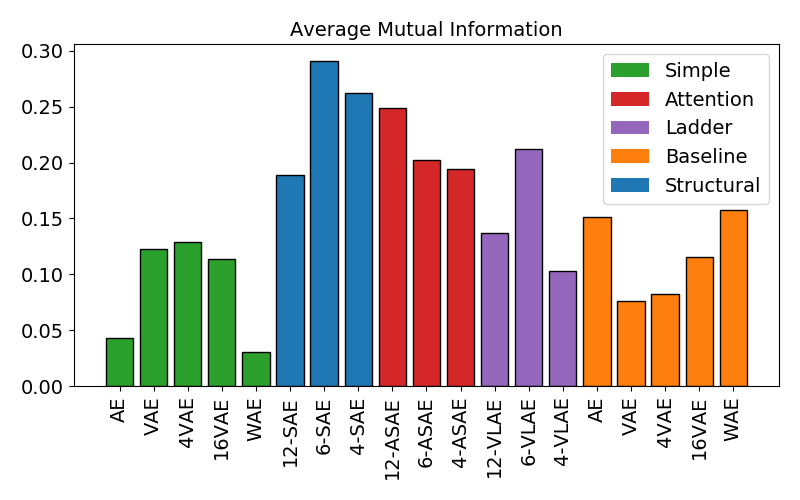 Average Mutual Information
0.30
0.25
0.20
0.15
0.10
0.05
0.00
Simple
Attention
Ladder
Baseline
Structural
AE
VAE
4VAE
16VAE
WAE
12-SAE
6-SAE
4-SAE
12-ASAE
6-ASAE
4-ASAE
12-VLAE
6-VLAE
4-VLAE
AE
VAE
4VAE
16VAE
WAE